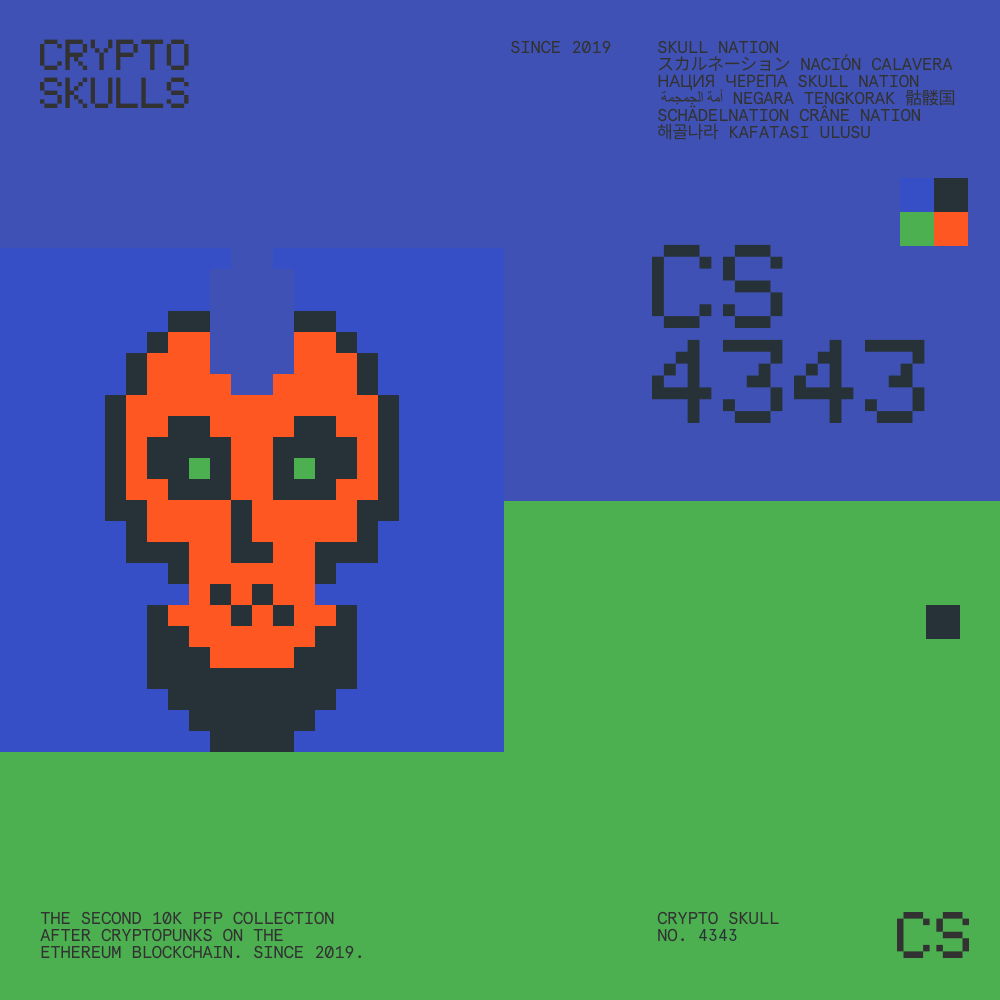 CRYPTO
SKULLS
SINCE 2019
SKULL NATION
スカルネーション NACIÓN CALAVERA
НАЦИЯ ЧЕРЕПА SKULL NATION
أمة الجمجمة NEGARA TENGKORAK 骷髅国
SCHÄDELNATION CRÂNE NATION
해골나라 KAFATASI ULUSU
CS
4343
THE SECOND 10K PFP COLLECTION
AFTER CRYPTOPUNKS ON THE
ETHEREUM BLOCKCHAIN. SINCE 2019.
CRYPTO SKULL
NO. 4343
CS